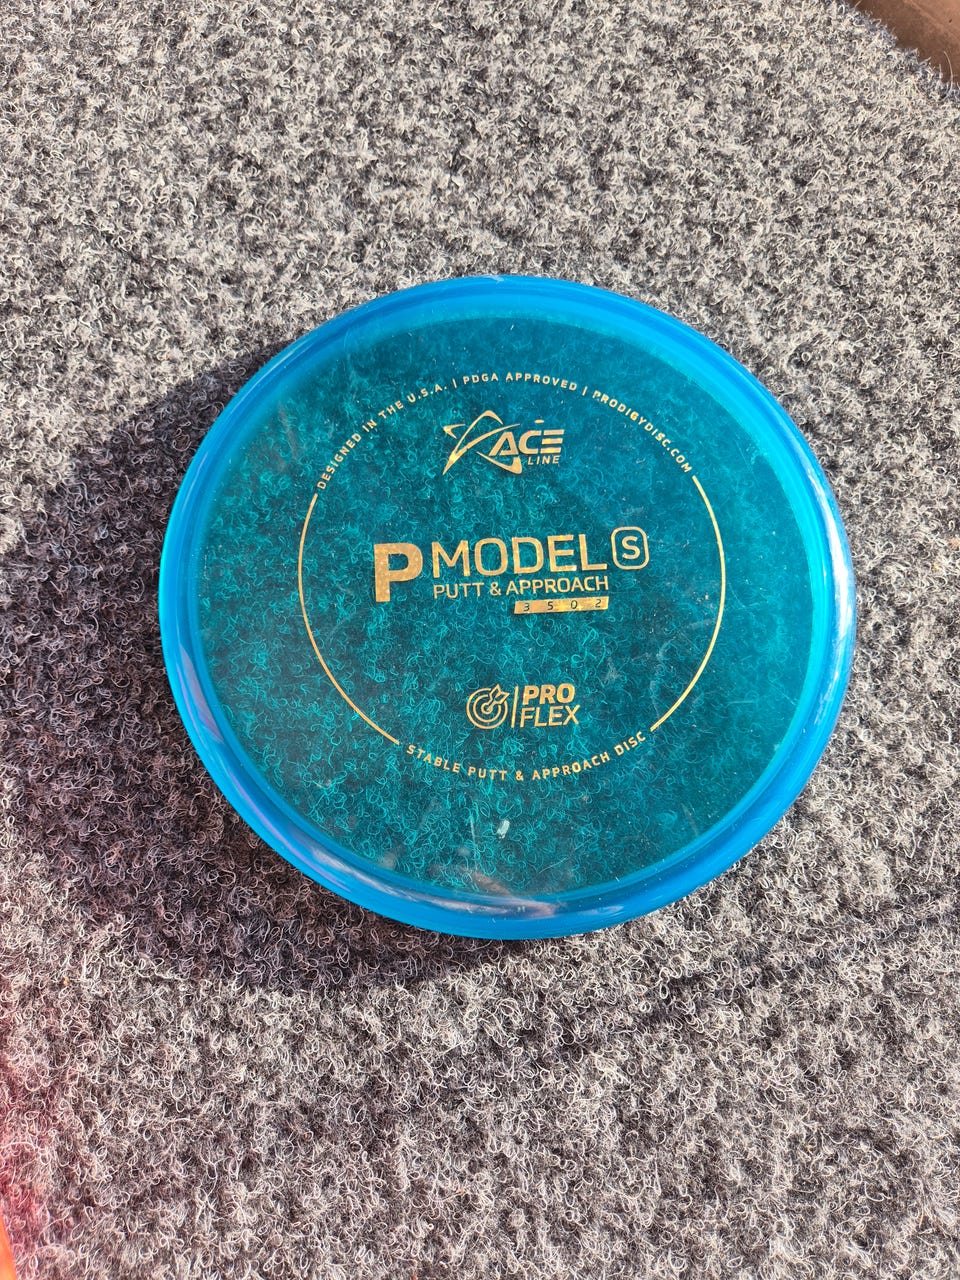 DESIGNED IN THE U.S.A. | PDGA APPROVED | PRODIGYDISC.COM
ACE
LINE
P MODEL S
PUTT & APPROACH
3 5 0 2
PRO
FLEX
STABLE PUTT & APPROACH DISC